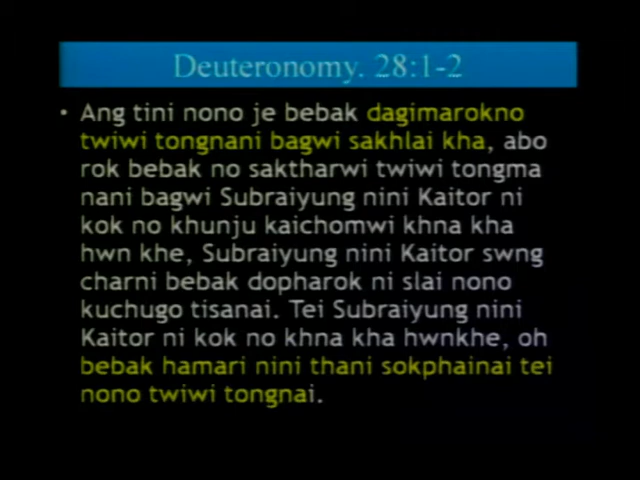 Deuteronomy. 28:1-2
• Ang tini nono je bebak dagimarokno
twiwi tongnani bagwi sakhlai kha, abo
rok bebak no saktharwi twiwi tongma
nani bagwi Subraiyung nini Kaitor ni
kok no khunju kaichomwi khna kha
hwn khe, Subraiyung nini Kaitor swng
charni bebak dopharok ni slai nono
kuchugo tisanai. Tei Subraiyung nini
Kaitor ni kok no khna kha hwnkhe, oh
bebak hamari nini thani sokphainai tei
nono twiwi tongnai.